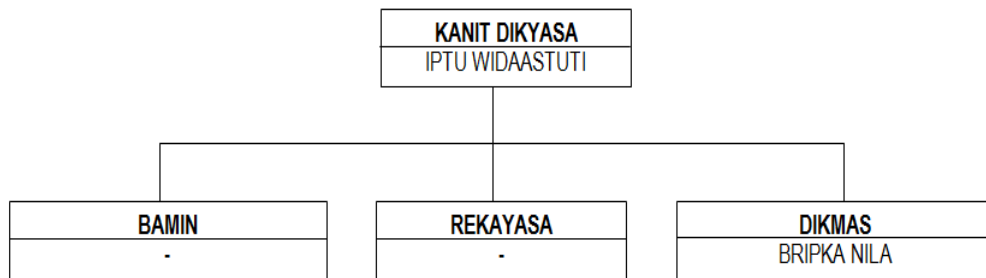 KANIT DIKYASA
IPTU WIDAASTUTI
BAMIN
-
REKAYASA
-
DIKMAS
BRIPKA NILA